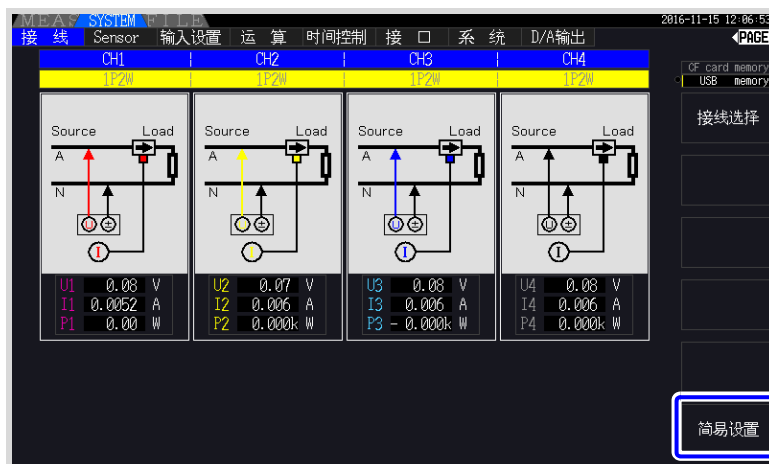 MEAS SYSTEM FILE 2016-11-15 12:06:53
接 线 Sensor 输入设置 运 算 时间控制 接 口 系 统 D/A输出 PAGE
CH1 CH2 CH3 CH4
1P2W 1P2W 1P2W 1P2W
CF card memory
USB memory
接线选择
Source Load Source Load Source Load Source Load
A A A A
N N N N
U ± ± U ± U ±
I I I I
U1 0.08 V U2 0.07 V U3 0.08 V U4 0.08 V
I1 0.0052 A I2 0.006 A I3 0.006 A I4 0.006 A
P1 0.00 W P2 0.000k W P3 - 0.000k W P4 0.000k W
简易设置